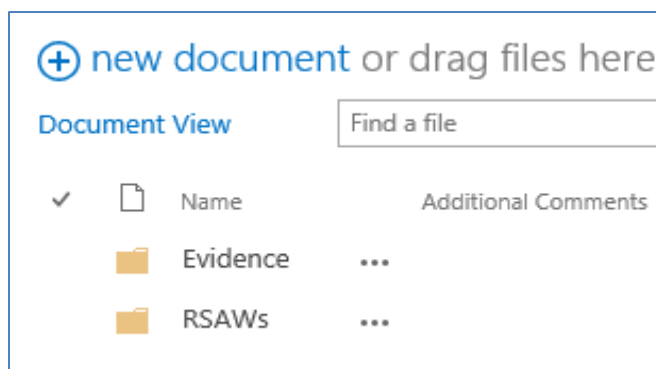 new document or drag files here
Document View Find a file
Name Additional Comments
Evidence ...
RSAWs ...